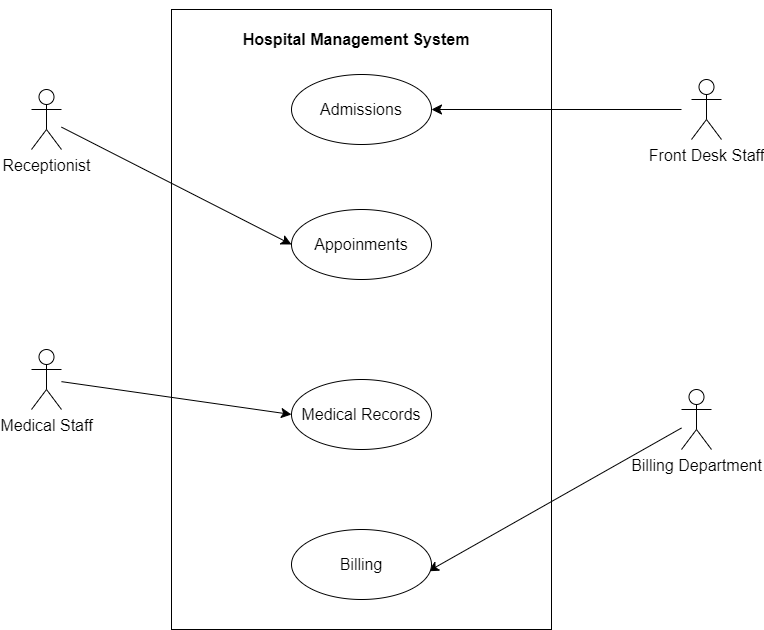 Hospital Management System
Admissions
Receptionist
Front Desk Staff
Appoinments
Medical Staff
Medical Records
Billing Department
Billing